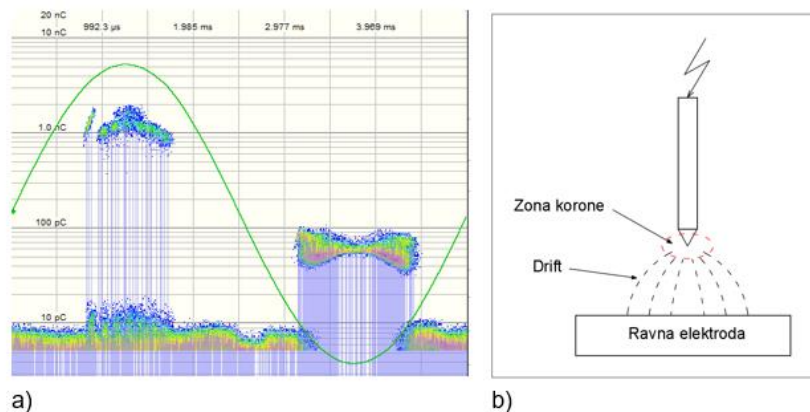 20 nC
992.3 µs 1.985 ms 2.977 ms 3.969 ms
10 nC
1.0 nC
100 pC
10 pC
a)
Zona korone
Drift
Ravna elektroda
b)